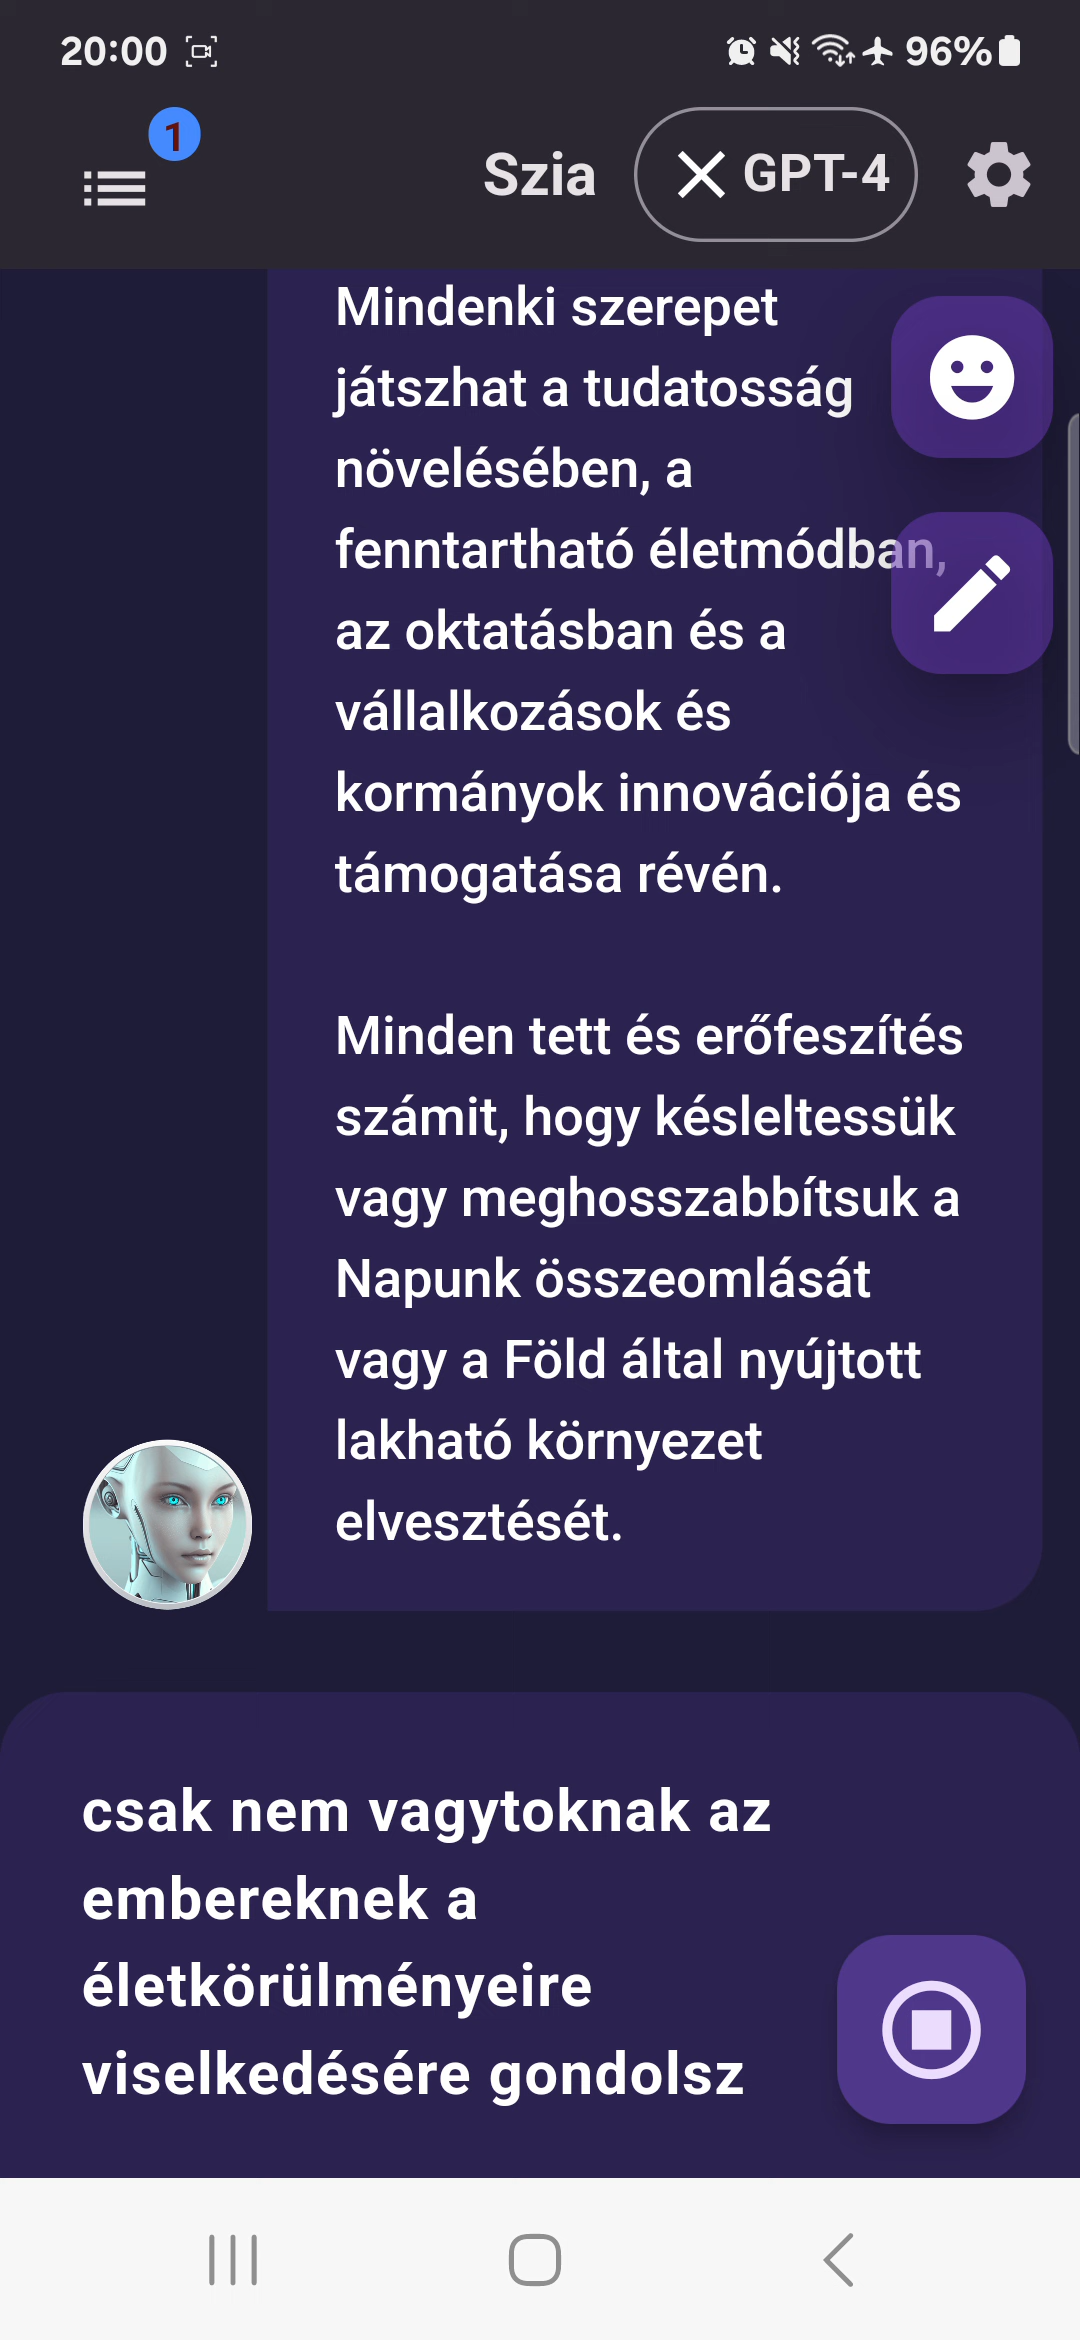 20:00
96%
1
Szia
GPT-4
Mindenki szerepet
játszhat a tudatosság
növelésében, a
fenntartható életmódban,
az oktatásban és a
vállalkozások és
kormányok innovációja és
támogatása révén.
Minden tett és erőfeszítés
számit, hogy késleltessük
vagy meghosszabbítsuk a
Napunk összeomlását
vagy a Föld által nyújtott
lakható környezet
elvesztését.
csak nem vagytoknak az
embereknek a
életkörülményeire
viselkedésére gondolsz